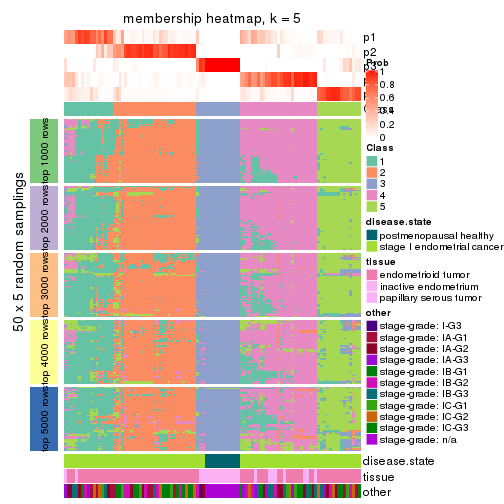 membership heatmap, k = 5
p1
p2
p3
Prob
1
0.8
0.6
0.4
0.2
0
Class
1
2
3
4
5
disease.state
postmenopausal healthy
stage I endometrial cancer
tissue
endometrioid tumor
inactive endometrium
papillary serous tumor
other
stage-grade: I-G3
stage-grade: IA-G1
stage-grade: IA-G2
stage-grade: IA-G3
stage-grade: IB-G1
stage-grade: IB-G2
stage-grade: IB-G3
stage-grade: IC-G1
stage-grade: IC-G2
stage-grade: IC-G3
stage-grade: n/a
50 x 5 random samplings
top 1000 rows
top 2000 rows
top 3000 rows
top 4000 rows
top 5000 rows
disease.state
tissue
other